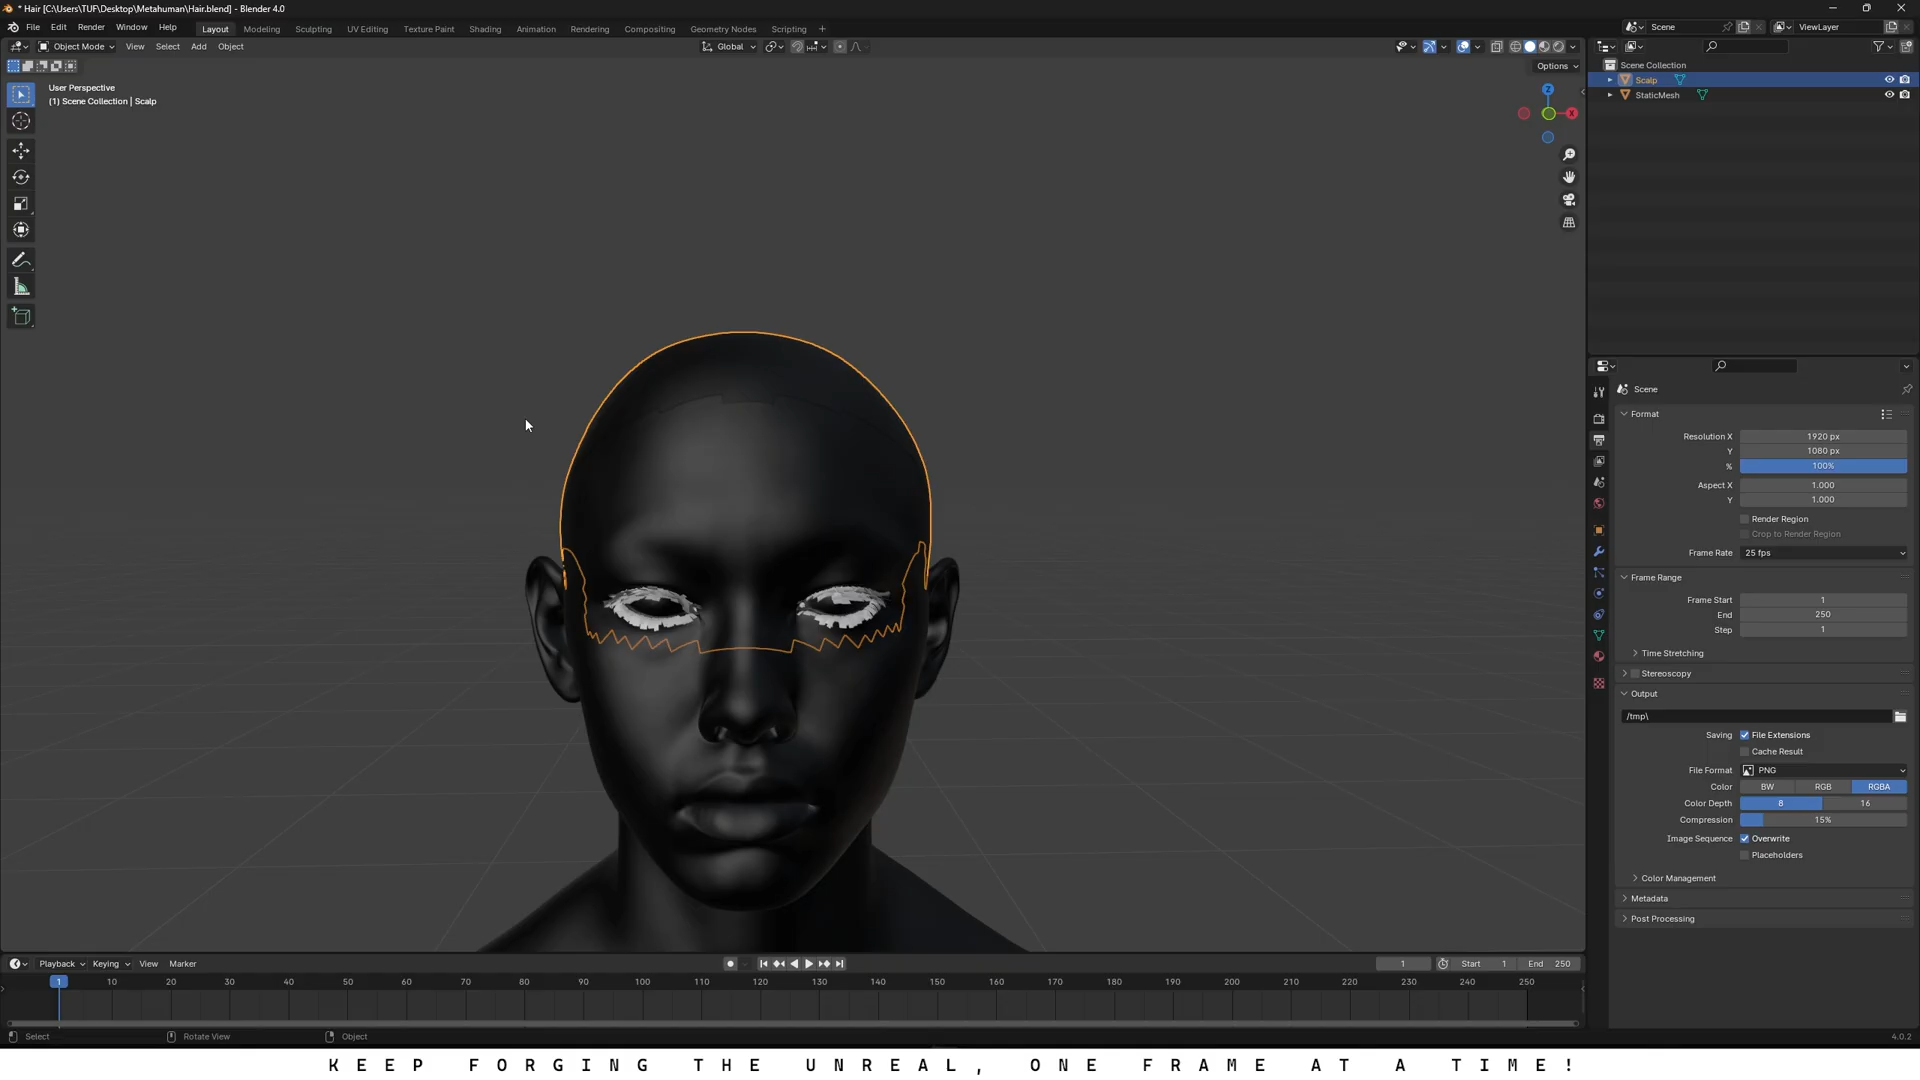 * Hair [C:\Users\TUF\Desktop\Metahuman\Hair.blend] - Blender 4.0
File Edit Render Window Help Layout Modeling Sculpting UV Editing Texture Paint Shading Animation Rendering Compositing Geometry Nodes Scripting + Scene ViewLayer
Object Mode View Select Add Object Global
Options
User Perspective
(1) Scene Collection | Scalp
Z
X
Scene Collection
Scalp
StaticMesh
Scene
Format
Resolution X 1920 px
Y 1080 px
% 100%
Aspect X 1.000
Y 1.000
Render Region
Crop to Render Region
Frame Rate 25 fps
Frame Range
Frame Start 1
End 250
Step 1
Time Stretching
Stereoscopy
Output
/tmp\
Saving File Extensions
Cache Result
File Format PNG
Color BW RGB RGBA
Color Depth 8 16
Compression 15%
Image Sequence Overwrite
Placeholders
Color Management
Metadata
Post Processing
Playback Keying View Marker 1 Start 1 End 250
1 10 20 30 40 50 60 70 80 90 100 110 120 130 140 150 160 170 180 190 200 210 220 230 240 250
Select Rotate View Object 4.0.2
KEEP FORGING THE UNREAL, ONE FRAME AT A TIME!